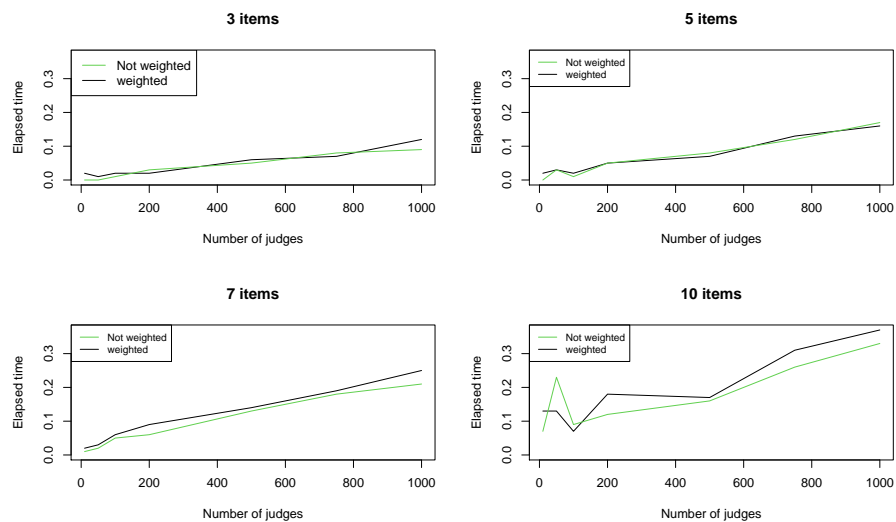 3 items
Elapsed time
0.0 0.1 0.2 0.3
Not weighted
weighted
0 200 400 600 800 1000
Number of judges
5 items
Elapsed time
0.0 0.1 0.2 0.3
Not weighted
weighted
0 200 400 600 800 1000
Number of judges
7 items
Elapsed time
0.0 0.1 0.2 0.3
Not weighted
weighted
0 200 400 600 800 1000
Number of judges
10 items
Elapsed time
0.0 0.1 0.2 0.3
Not weighted
weighted
0 200 400 600 800 1000
Number of judges